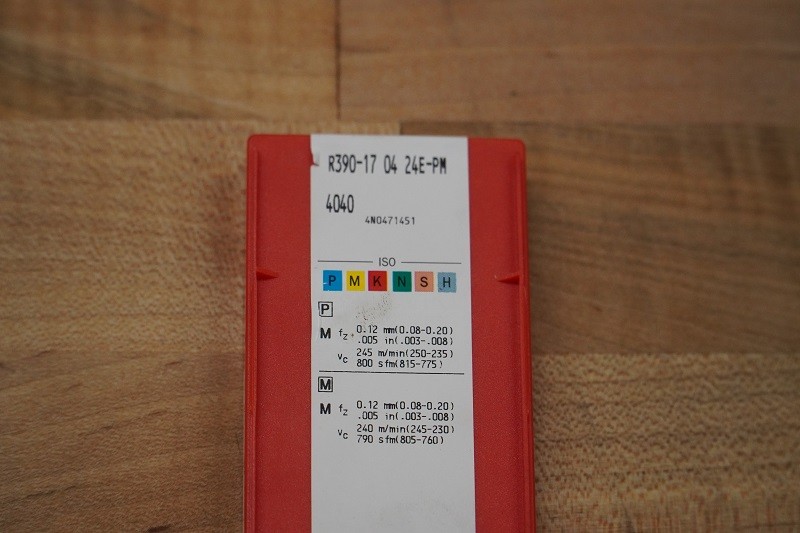 R390-17 04 24E-PM
4040
4N0471451
ISO
P M K N S H
P
M fz 0.12 mm(0.08-0.20)
.005 in(.003-.008)
vc 245 m/min(250-235)
800 sfm(815-775)
M
M fz 0.12 mm(0.08-0.20)
.005 in(.003-.008)
vc 240 m/min(245-230)
790 sfm(805-760)